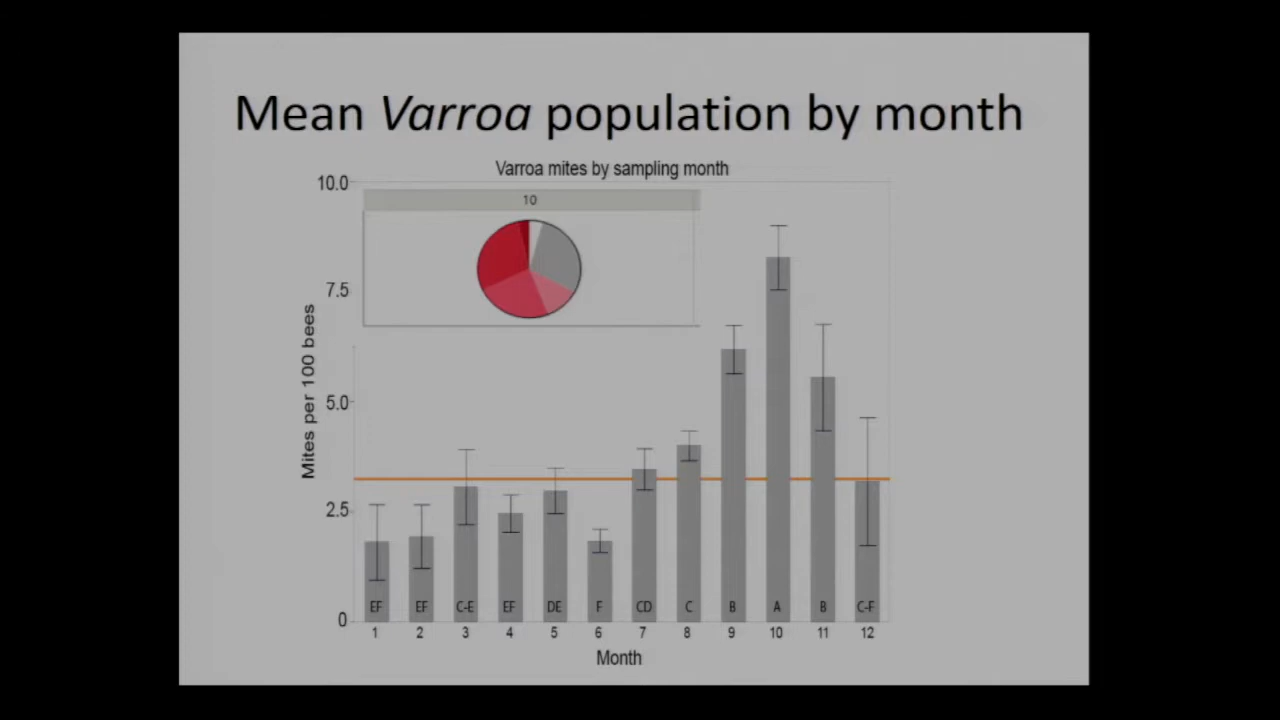 Mean Varroa population by month
Varroa mites by sampling month
10.0
10
7.5
Mites per 100 bees
5.0
2.5
EF EF C-E EF DE F CD C B A B C-F
0
1 2 3 4 5 6 7 8 9 10 11 12
Month